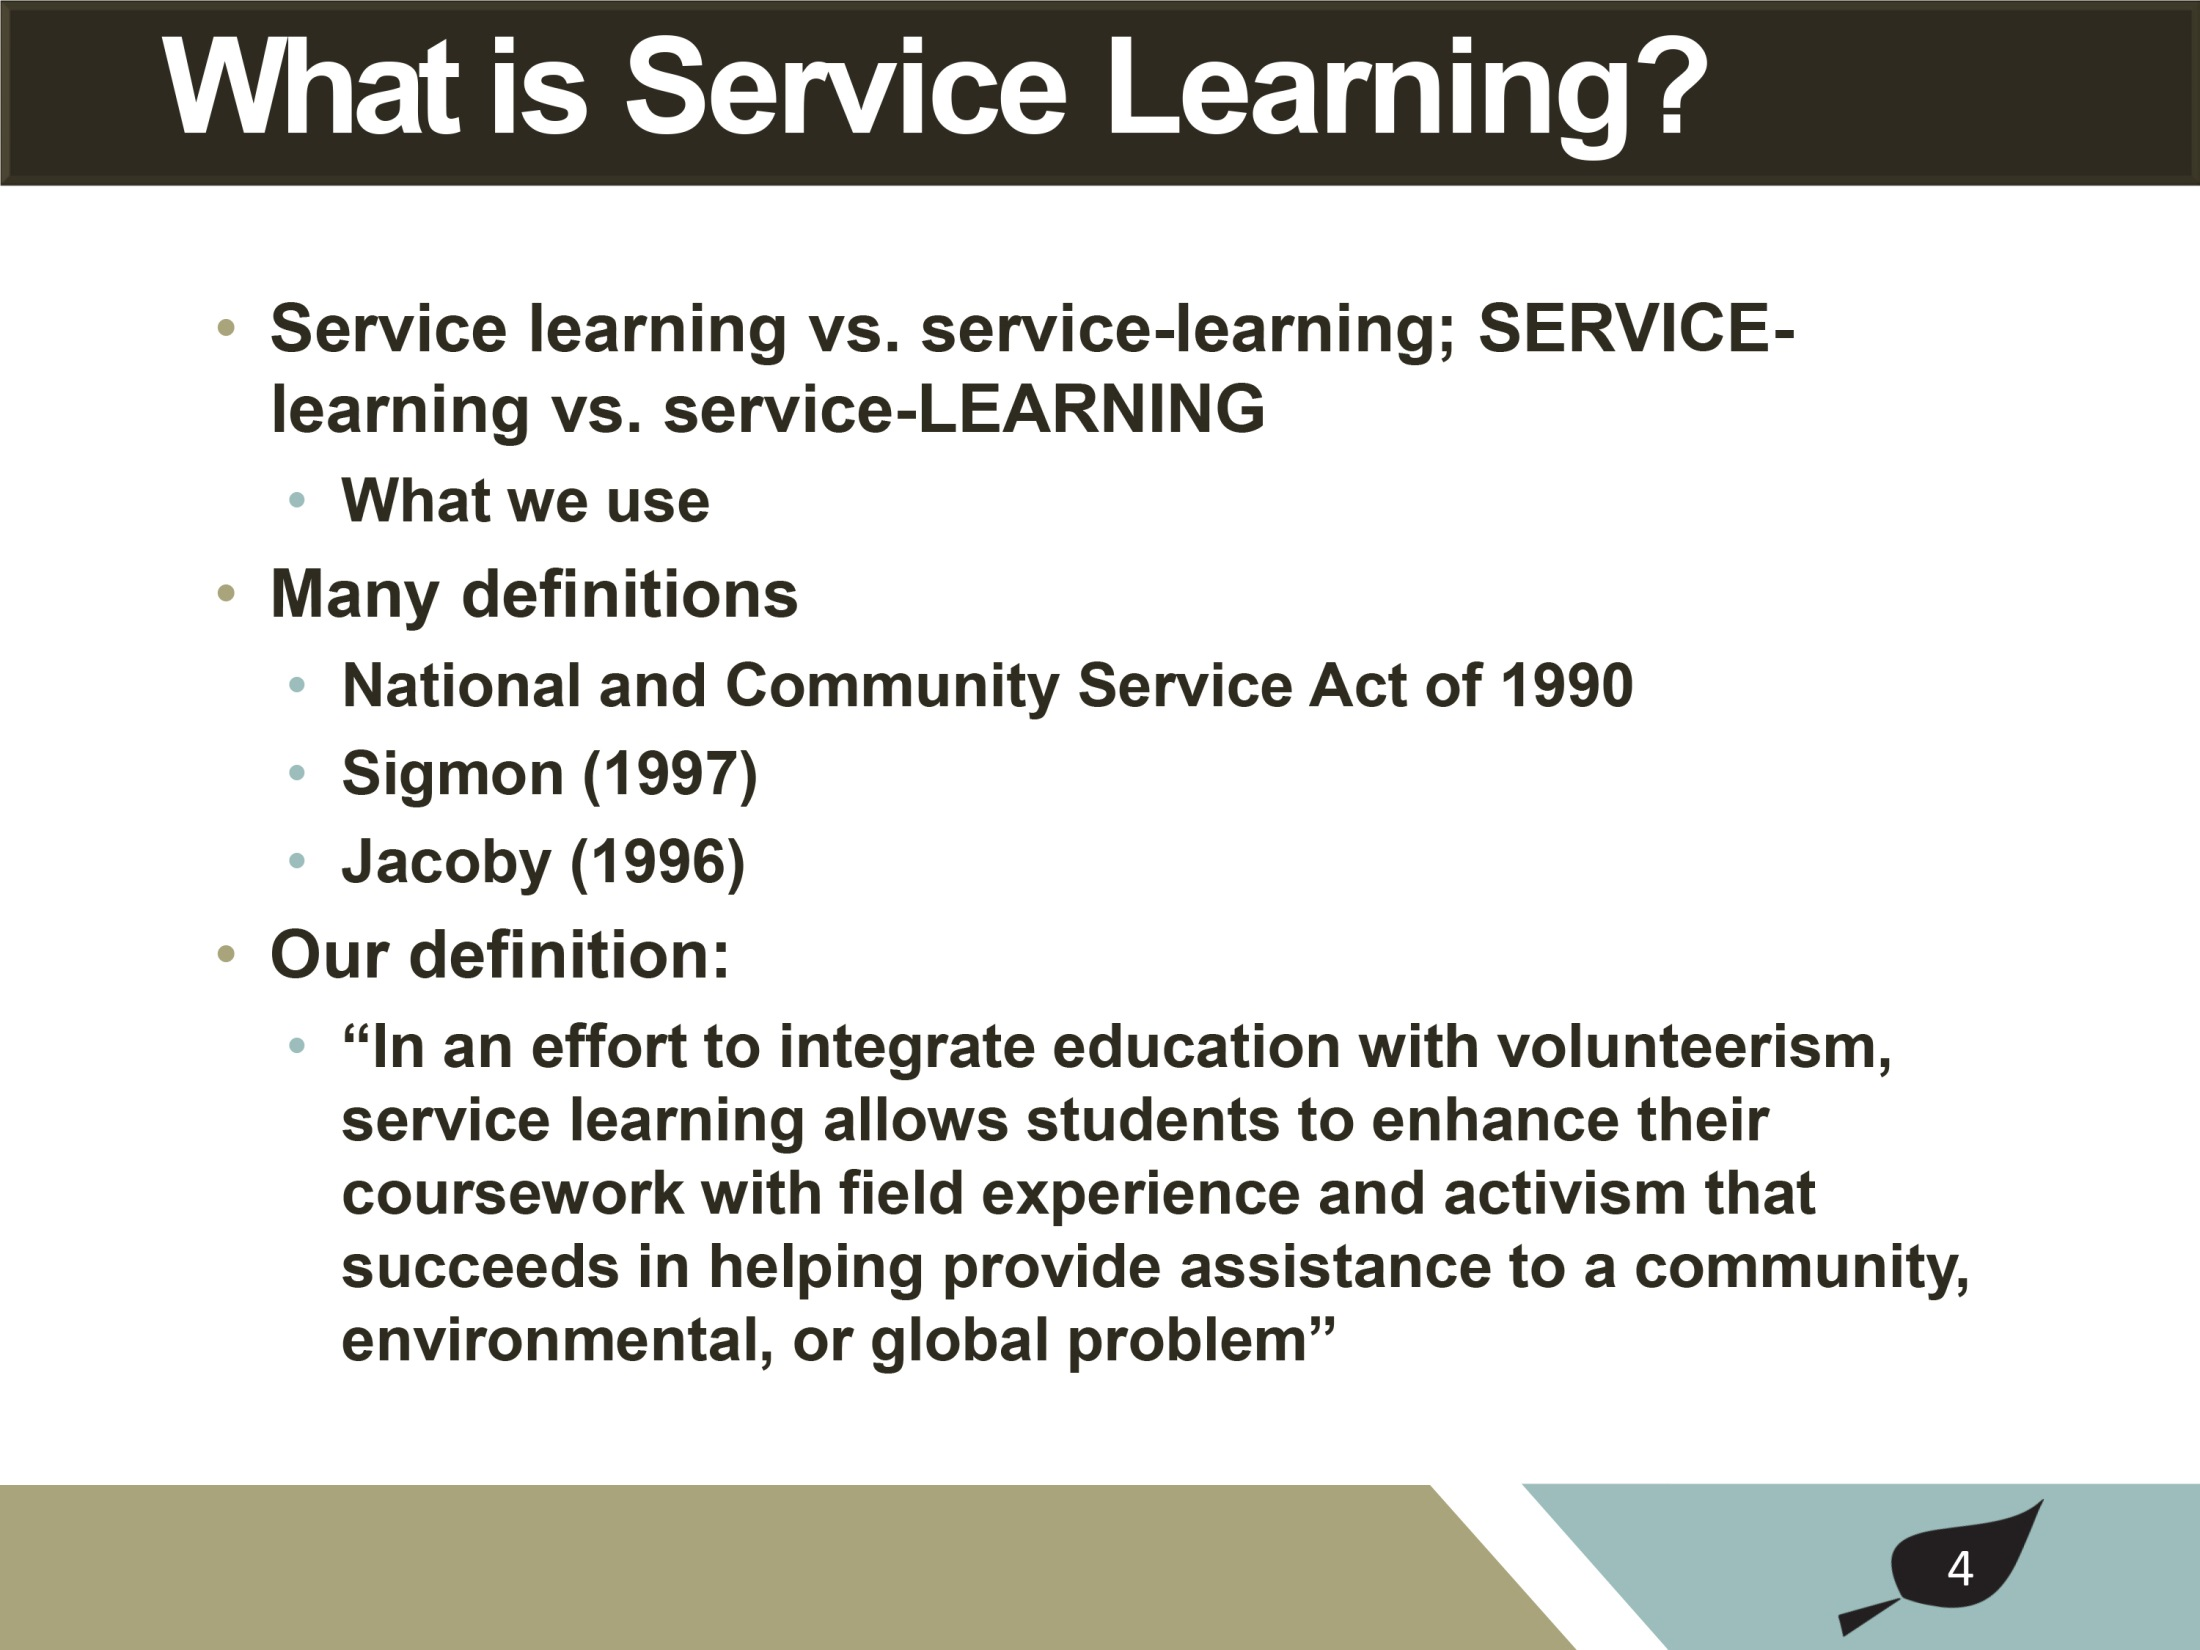 What is Service Learning?
• Service learning vs. service-learning; SERVICE-
learning vs. service-LEARNING
• What we use
• Many definitions
• National and Community Service Act of 1990
• Sigmon (1997)
• Jacoby (1996)
• Our definition:
• “In an effort to integrate education with volunteerism,
service learning allows students to enhance their
coursework with field experience and activism that
succeeds in helping provide assistance to a community,
environmental, or global problem”
4